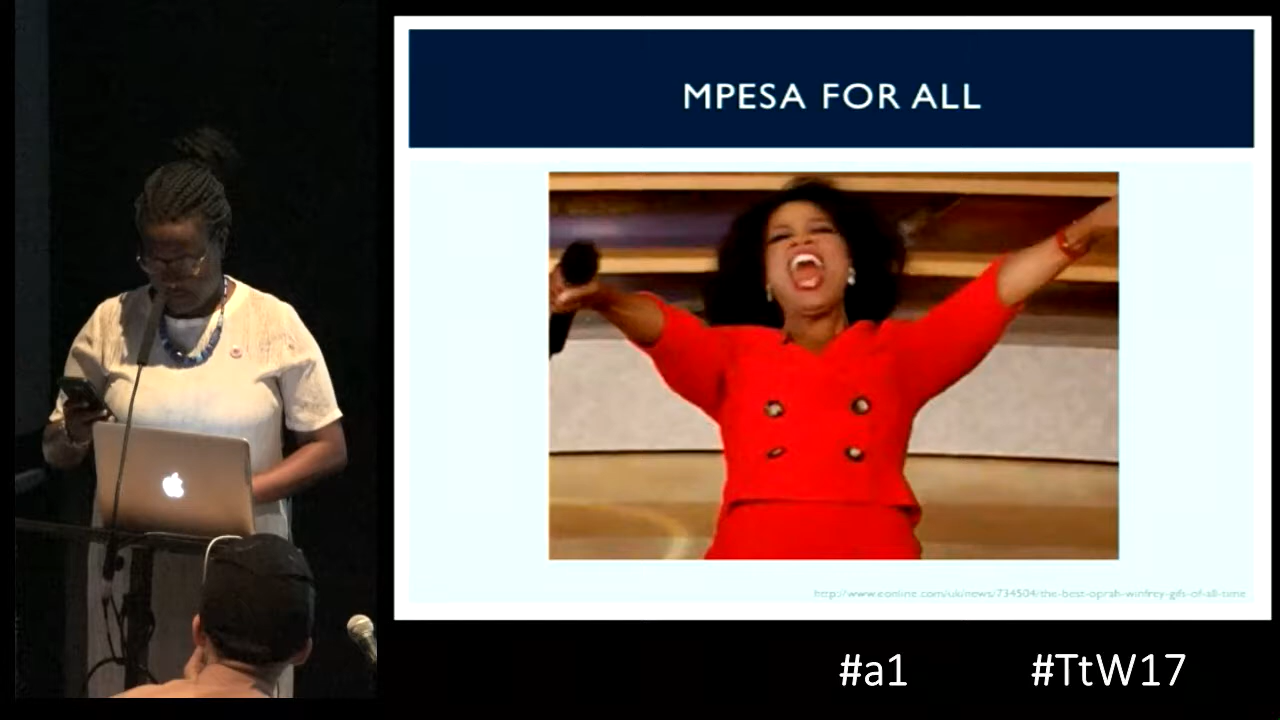 MPESA FOR ALL
http://www.eonline.com/uk/news/734504/the-best-oprah-winfrey-gifs-of-all-time
#a1 #TtW17